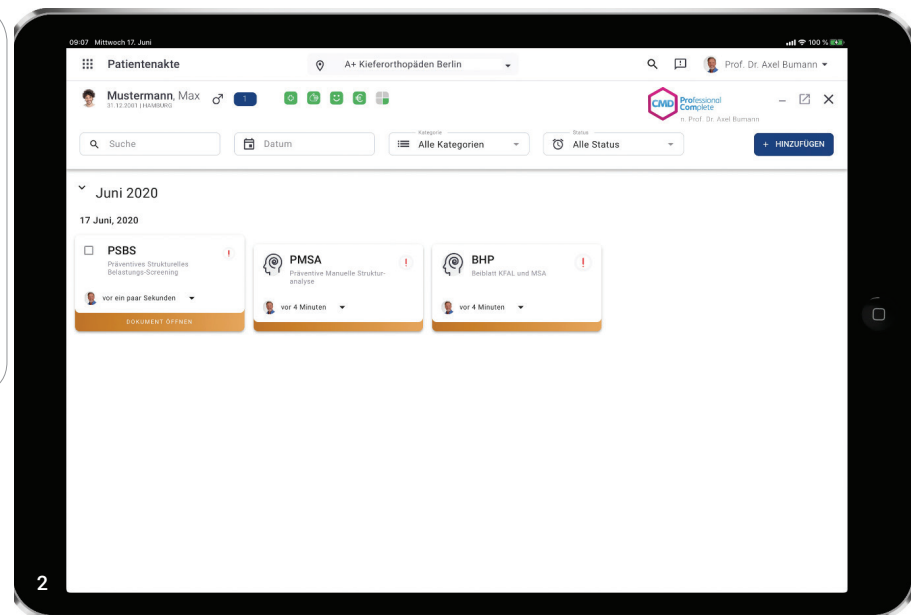 09:07 Mittwoch 17. Juni
100 %
Patientenakte
A+ Kieferorthopäden Berlin
Prof. Dr. Axel Bumann
Mustermann, Max
31.12.2001 | HAMBURG
1
CMD Professional
Complete
n. Prof. Dr. Axel Bumann
Suche
Datum
Kategorie
Alle Kategorien
Status
Alle Status
+ HINZUFÜGEN
Juni 2020
17 Juni, 2020
PSBS
!
Präventives Strukturelles
Belastungs-Screening
vor ein paar Sekunden
DOKUMENT ÖFFNEN
PMSA
!
Präventive Manuelle Struktur-
analyse
vor 4 Minuten
BHP
!
Beiblatt KFAL und MSA
vor 4 Minuten
2